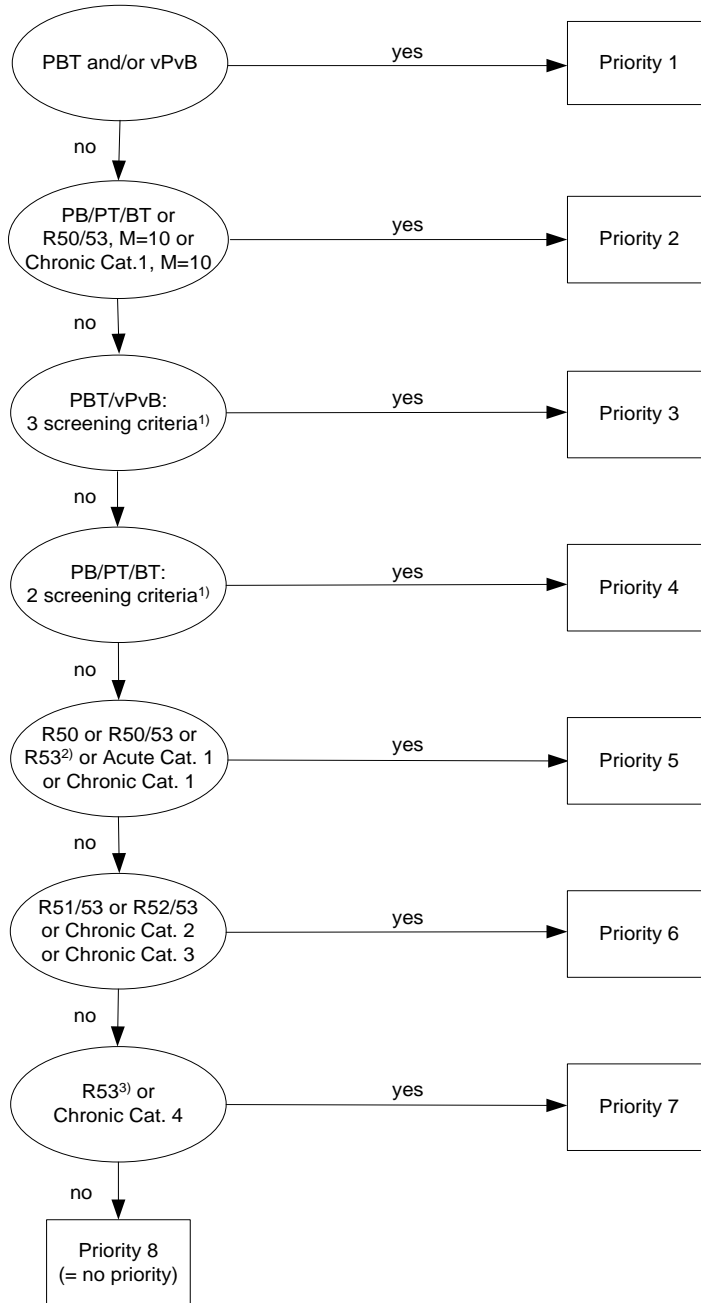 PBT and/or vPvB
yes
Priority 1
no
PB/PT/BT or
R50/53, M=10 or
Chronic Cat.1, M=10
yes
Priority 2
no
PBT/vPvB:
3 screening criteria1)
yes
Priority 3
no
PB/PT/BT:
2 screening criteria1)
yes
Priority 4
no
R50 or R50/53 or
R532) or Acute Cat. 1
or Chronic Cat. 1
yes
Priority 5
no
R51/53 or R52/53
or Chronic Cat. 2
or Chronic Cat. 3
yes
Priority 6
no
R533) or
Chronic Cat. 4
yes
Priority 7
no
Priority 8
(= no priority)